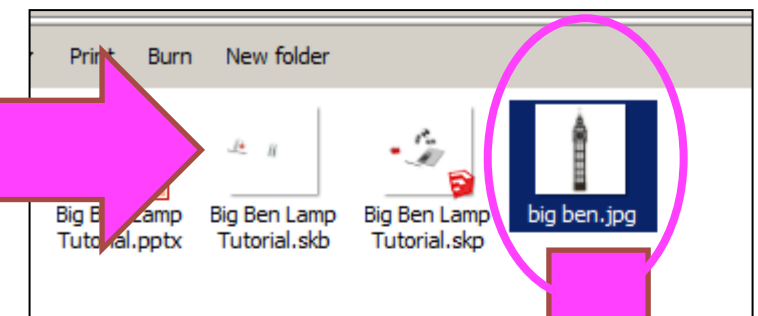 Print Burn New folder
Big Ben Lamp
Tutorial.pptx
Big Ben Lamp
Tutorial.skb
Big Ben Lamp
Tutorial.skp
big ben.jpg